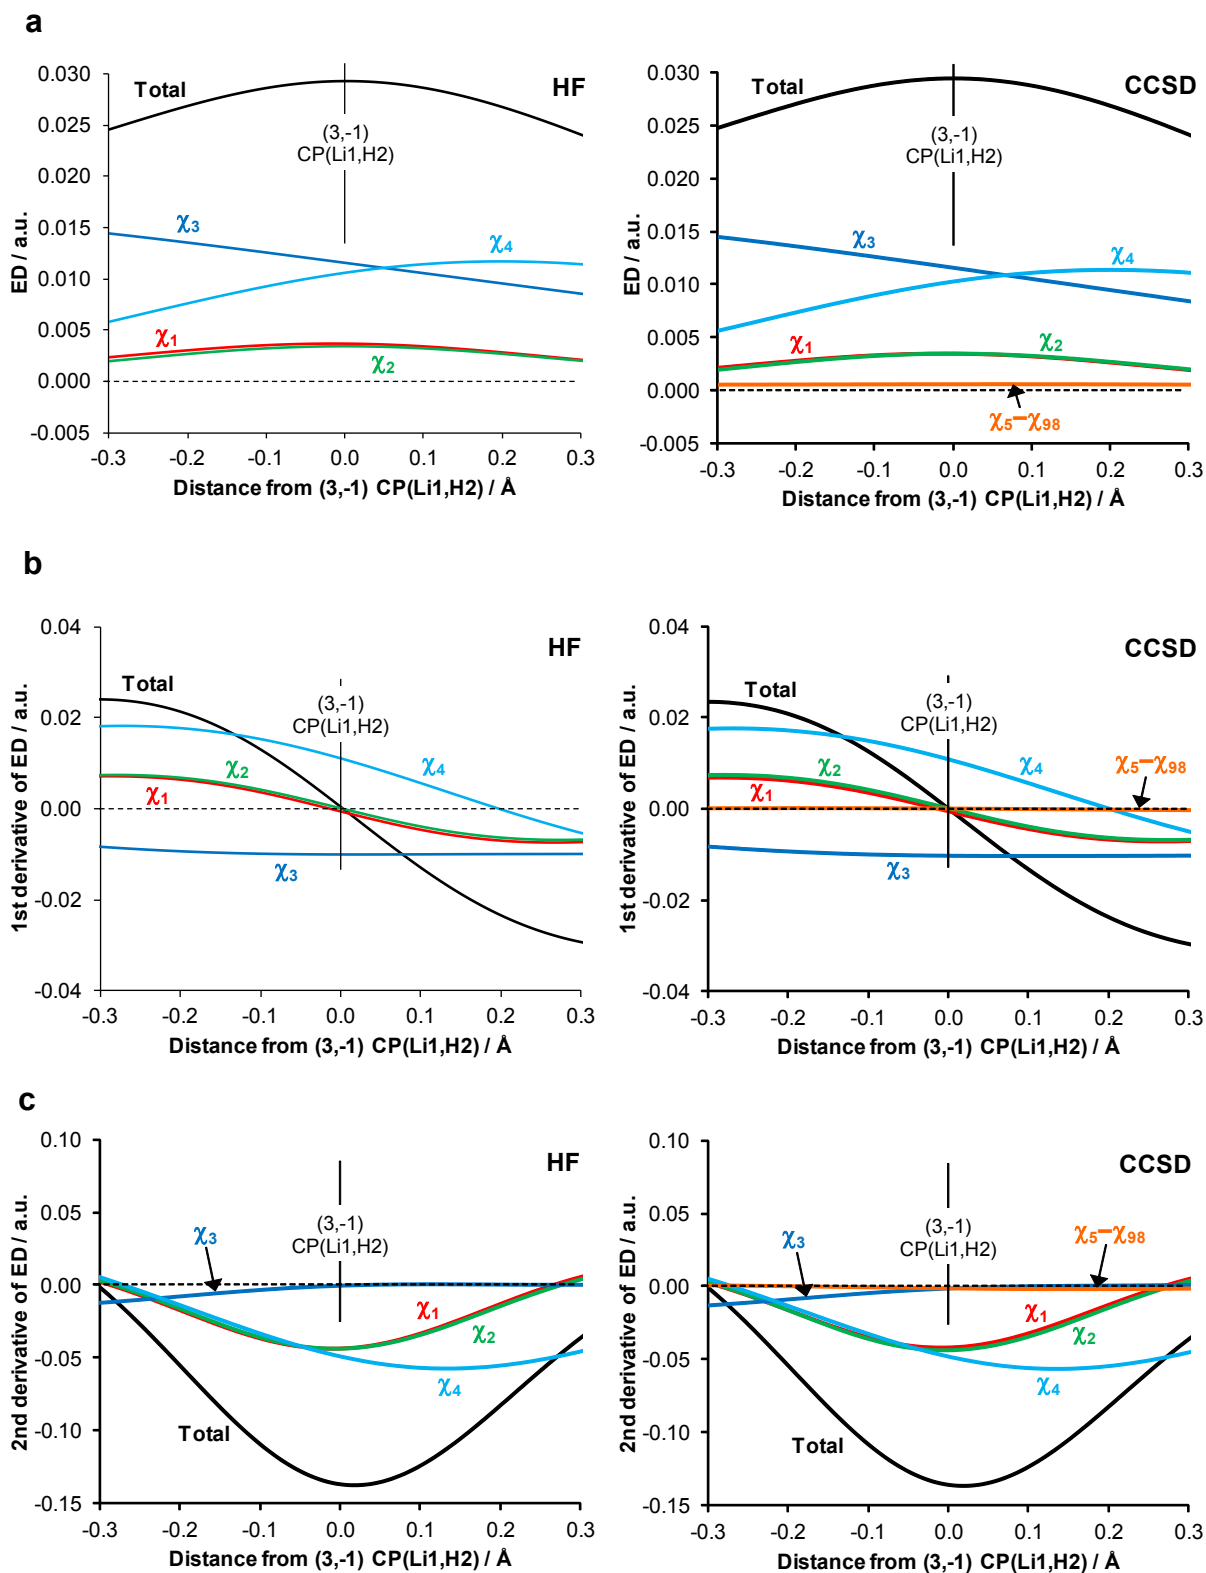 a
0.030
0.025
0.020
0.015
0.010
0.005
0.000
-0.005
ED / a.u.
Total
HF
(3,-1)
CP(Li1,H2)
χ3
χ4
χ1
χ2
-0.3 -0.2 -0.1 0.0 0.1 0.2 0.3
Distance from (3,-1) CP(Li1,H2) / Å
0.030
0.025
0.020
0.015
0.010
0.005
0.000
-0.005
ED / a.u.
Total
CCSD
(3,-1)
CP(Li1,H2)
χ3
χ4
χ1
χ2
χ5–χ98
-0.3 -0.2 -0.1 0.0 0.1 0.2 0.3
Distance from (3,-1) CP(Li1,H2) / Å
b
0.04
0.02
0.00
-0.02
-0.04
1st derivative of ED / a.u.
HF
Total
(3,-1)
CP(Li1,H2)
χ4
χ2
χ1
χ3
-0.3 -0.2 -0.1 0.0 0.1 0.2 0.3
Distance from (3,-1) CP(Li1,H2) / Å
0.04
0.02
0.00
-0.02
-0.04
1st derivative of ED / a.u.
CCSD
Total
(3,-1)
CP(Li1,H2)
χ2
χ4
χ5–χ98
χ1
χ3
-0.3 -0.2 -0.1 0.0 0.1 0.2 0.3
Distance from (3,-1) CP(Li1,H2) / Å
c
0.10
0.05
0.00
-0.05
-0.10
-0.15
2nd derivative of ED / a.u.
HF
(3,-1)
CP(Li1,H2)
χ3
χ1
χ2
χ4
Total
-0.3 -0.2 -0.1 0.0 0.1 0.2 0.3
Distance from (3,-1) CP(Li1,H2) / Å
0.10
0.05
0.00
-0.05
-0.10
-0.15
2nd derivative of ED / a.u.
CCSD
(3,-1)
CP(Li1,H2)
χ3
χ5–χ98
χ1
χ2
χ4
Total
-0.3 -0.2 -0.1 0.0 0.1 0.2 0.3
Distance from (3,-1) CP(Li1,H2) / Å